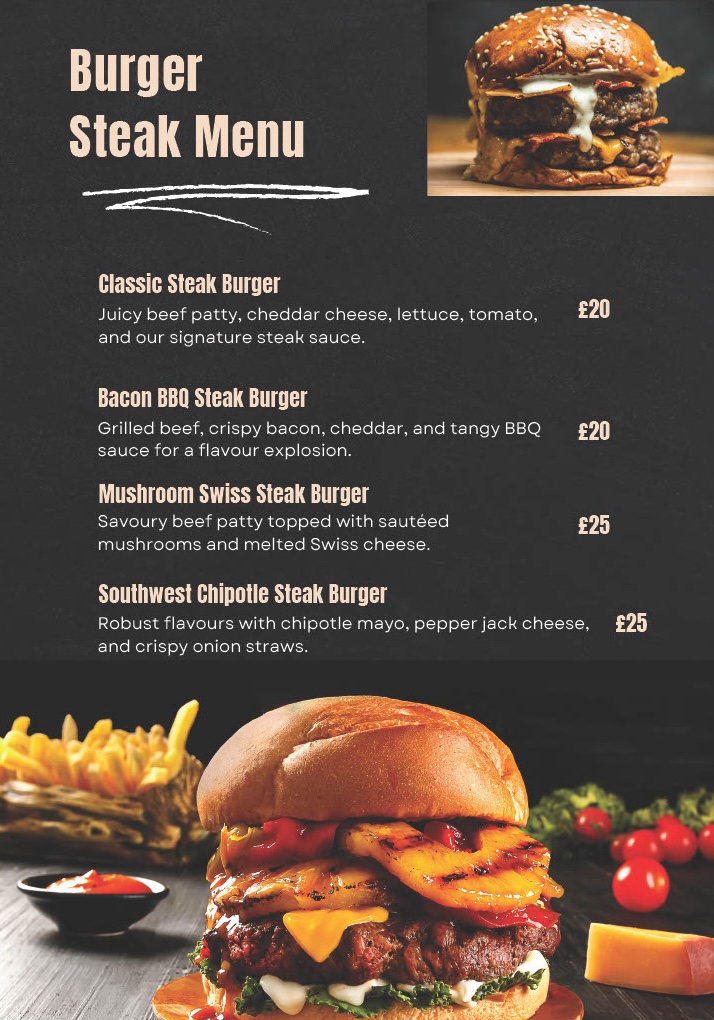 Burger
Steak Menu
Classic Steak Burger
Juicy beef patty, cheddar cheese, lettuce, tomato,
and our signature steak sauce.
£20
Bacon BBQ Steak Burger
Grilled beef, crispy bacon, cheddar, and tangy BBQ
sauce for a flavour explosion.
£20
Mushroom Swiss Steak Burger
Savoury beef patty topped with sautéed
mushrooms and melted Swiss cheese.
£25
Southwest Chipotle Steak Burger
Robust flavours with chipotle mayo, pepper jack cheese,
and crispy onion straws.
£25